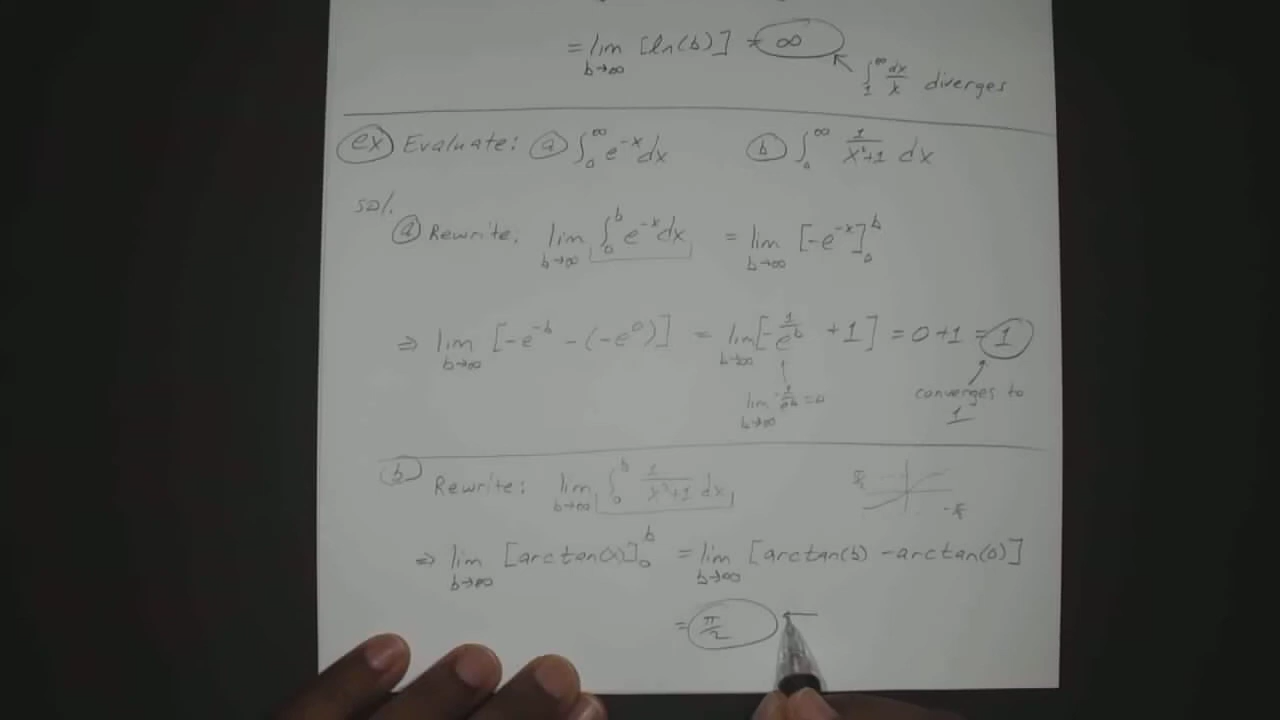 = lim b→∞ [ln(b)] = ∞
∫₁^∞ dx/x diverges
ex Evaluate: a ∫₀^∞ e^-x dx b ∫₀^∞ 1/x²+1 dx
sol.
a Rewrite: lim b→∞ ∫₀^b e^-x dx = lim b→∞ [-e^-x]₀^b
⇒ lim b→∞ [-e^-b - (-e^0)] = lim b→∞ [-1/e^b + 1] = 0+1 = 1
lim b→∞ -1/e^b = 0
converges to
1
b Rewrite: lim b→∞ ∫₀^b 1/x²+1 dx
π/2
-π/2
⇒ lim b→∞ [arctan(x)]₀^b = lim b→∞ [arctan(b) - arctan(0)]
= π/2